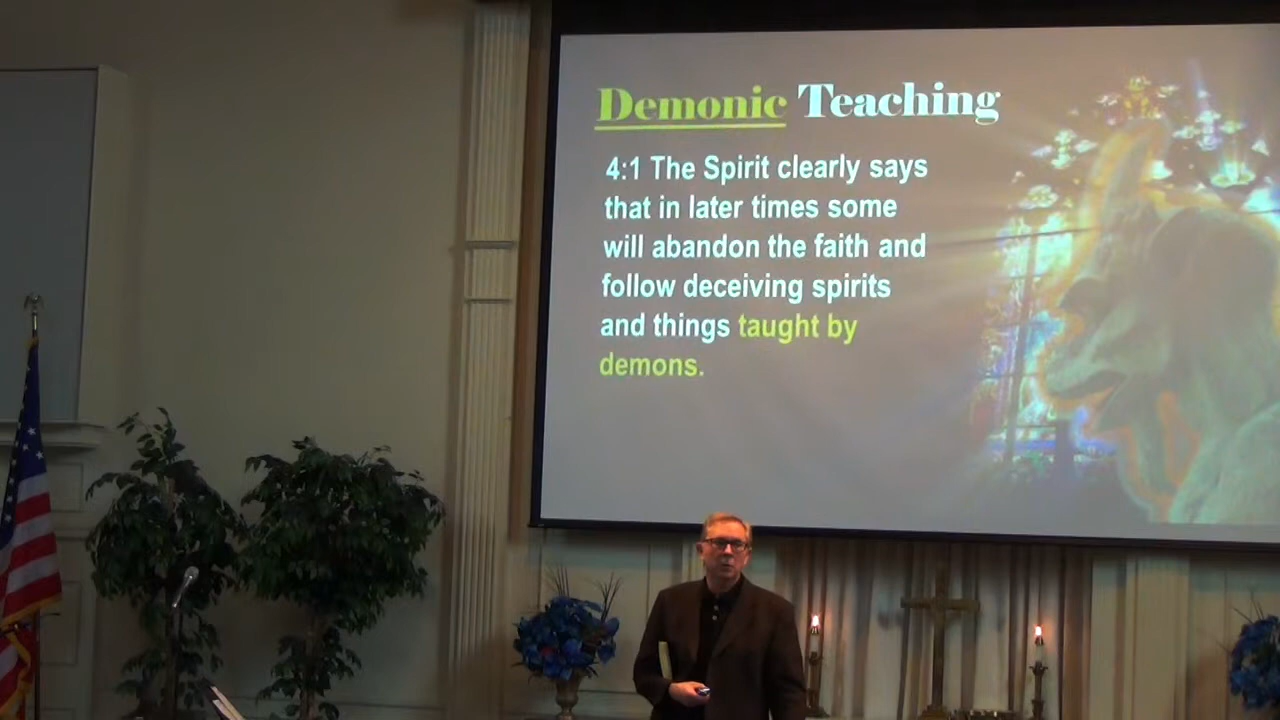 Demonic Teaching
4:1 The Spirit clearly says
that in later times some
will abandon the faith and
follow deceiving spirits
and things taught by
demons.